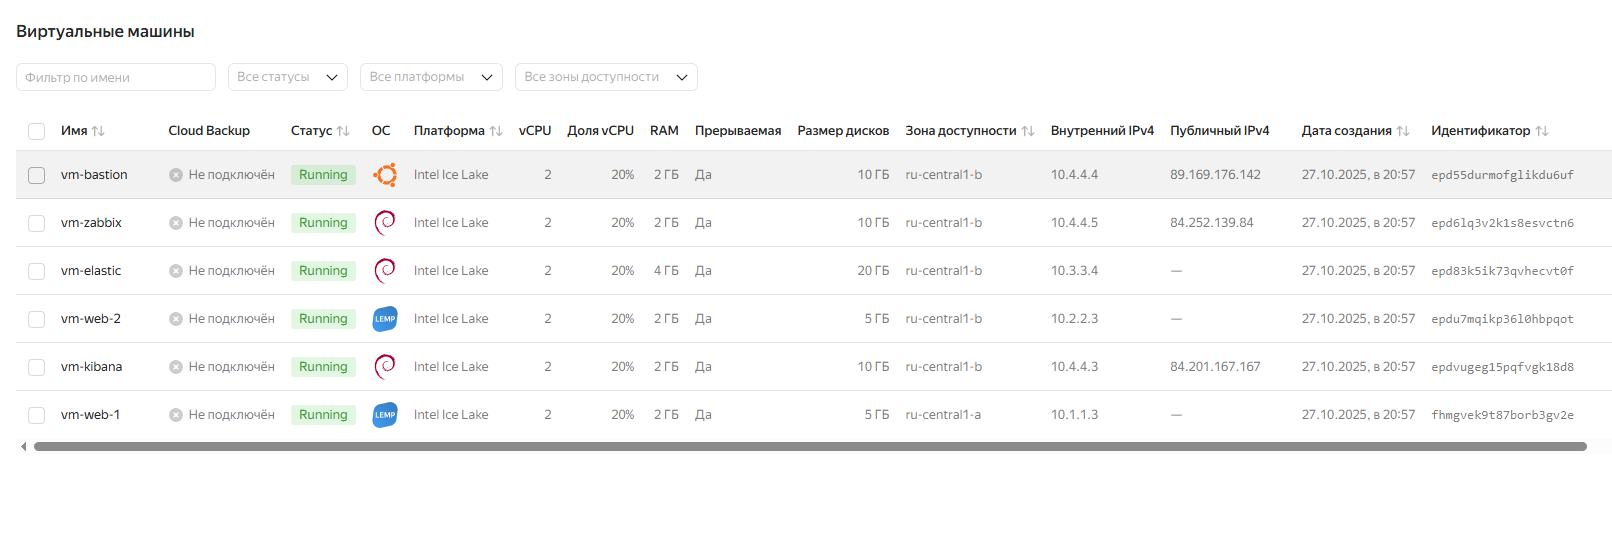 Виртуальные машины
Фильтр по имени Все статусы Все платформы Все зоны доступности
Имя Cloud Backup Статус ОС Платформа vCPU Доля vCPU RAM Прерываемая Размер дисков Зона доступности Внутренний IPv4 Публичный IPv4 Дата создания Идентификатор
vm-bastion Не подключён Running Intel Ice Lake 2 20% 2 ГБ Да 10 ГБ ru-central1-b 10.4.4.4 89.169.176.142 27.10.2025, в 20:57 epd55durmofglikdu6uf
vm-zabbix Не подключён Running Intel Ice Lake 2 20% 2 ГБ Да 10 ГБ ru-central1-b 10.4.4.5 84.252.139.84 27.10.2025, в 20:57 epd6lq3v2k1s8esvctn6
vm-elastic Не подключён Running Intel Ice Lake 2 20% 4 ГБ Да 20 ГБ ru-central1-b 10.3.3.4 — 27.10.2025, в 20:57 epd83k5ik73qvhecvt0f
vm-web-2 Не подключён Running LEMP Intel Ice Lake 2 20% 2 ГБ Да 5 ГБ ru-central1-b 10.2.2.3 — 27.10.2025, в 20:57 epdu7mqikp36l0hbpqot
vm-kibana Не подключён Running Intel Ice Lake 2 20% 2 ГБ Да 10 ГБ ru-central1-b 10.4.4.3 84.201.167.167 27.10.2025, в 20:57 epdvugeg15pqfvgk18d8
vm-web-1 Не подключён Running LEMP Intel Ice Lake 2 20% 2 ГБ Да 5 ГБ ru-central1-a 10.1.1.3 — 27.10.2025, в 20:57 fhmgvek9t87borb3gv2e